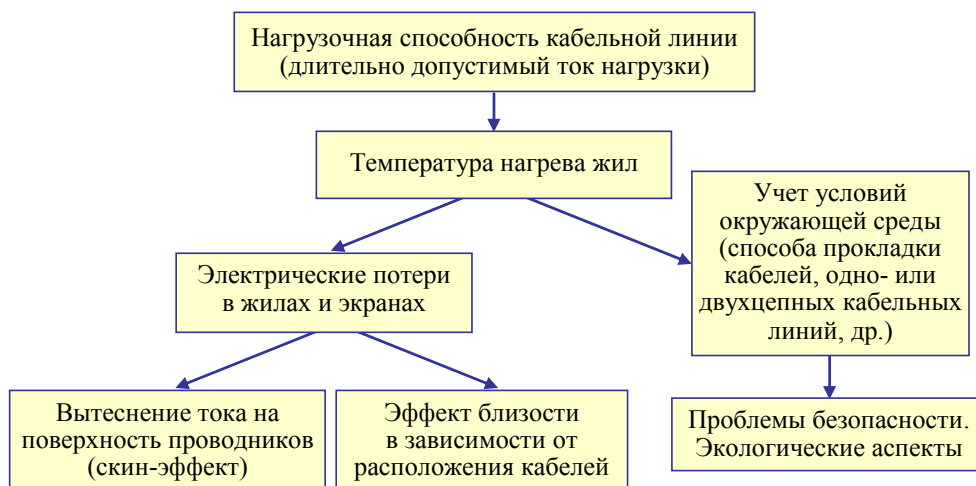 Нагрузочная способность кабельной линии
(длительно допустимый ток нагрузки)
Температура нагрева жил
Учет условий
окружающей среды
(способа прокладки
кабелей, одно- или
двухцепных кабельных
линий, др.)
Электрические потери
в жилах и экранах
Вытеснение тока на
поверхность проводников
(скин-эффект)
Эффект близости
в зависимости от
расположения кабелей
Проблемы безопасности.
Экологические аспекты